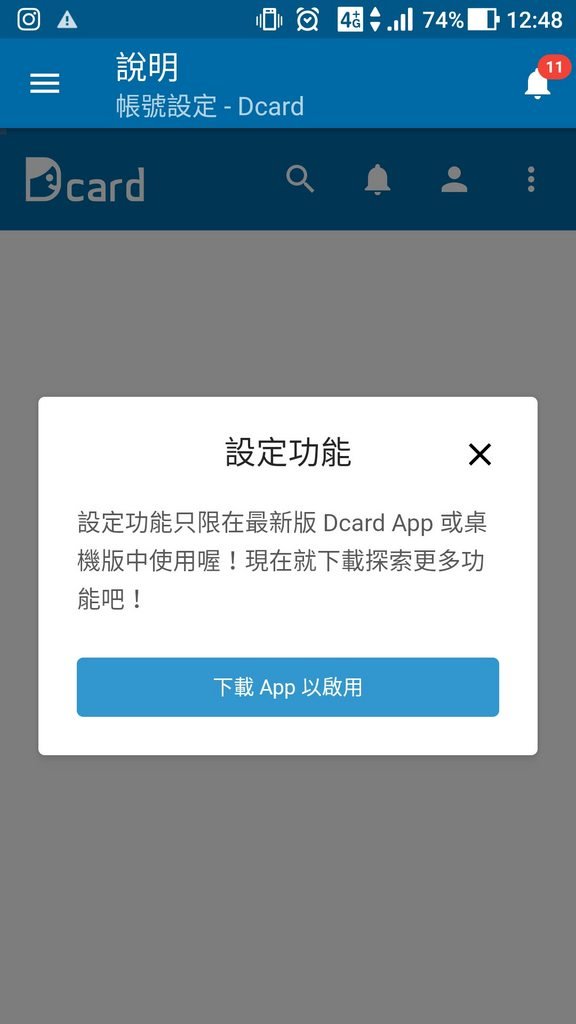 4G+ 74% 12:48
說明
11
帳號設定 - Dcard
Dcard
設定功能
設定功能只限在最新版 Dcard App 或桌
機版中使用喔！現在就下載探索更多功
能吧！
下載 App 以啟用